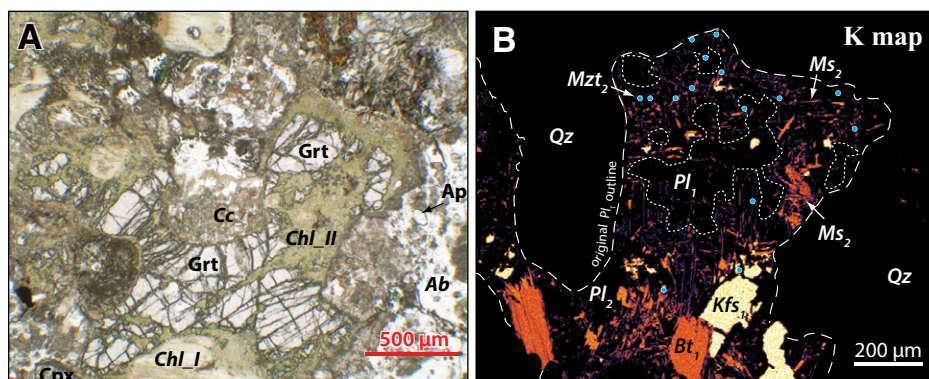 A
Grt
Ap
Cc
Chl_II
Grt
Ab
500 µm
Chl_I
Cpx
B
K map
Ms2
Mzt2
Qz
Pl1
original Pl1 outline
Ms2
Qz
Pl2
Kfs1
Bt1
200 µm